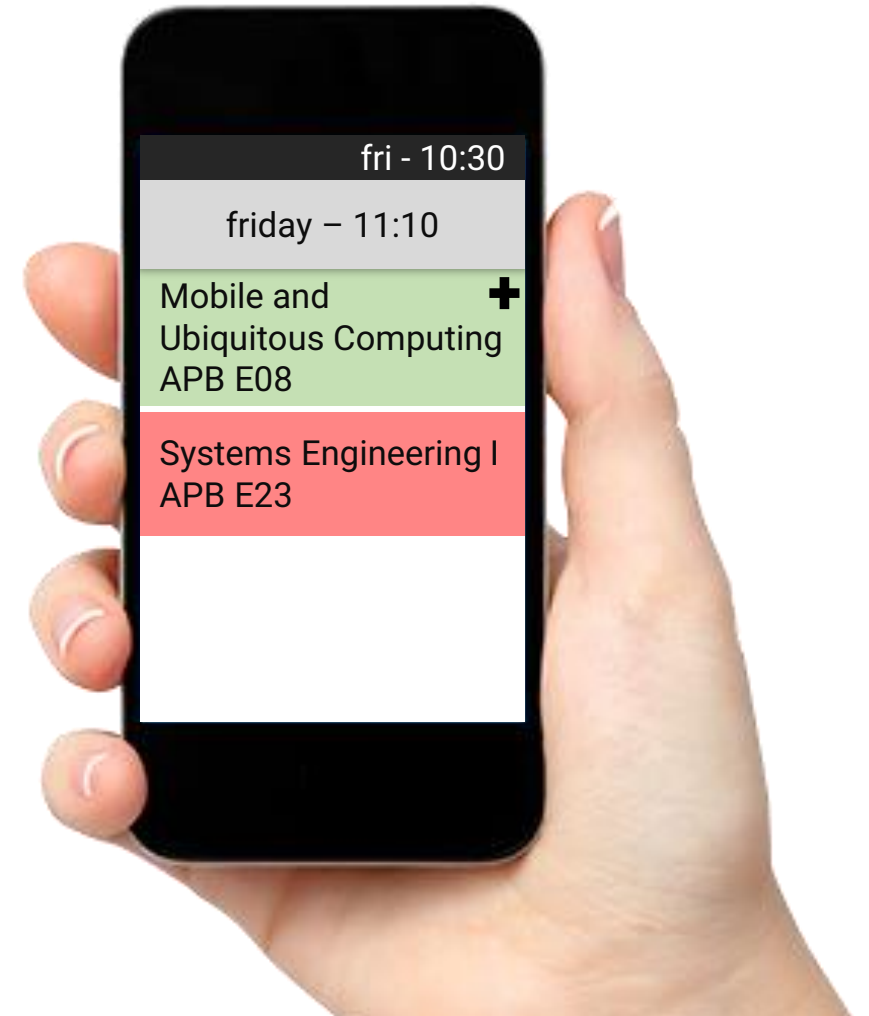 fri - 10:30
friday – 11:10
Mobile and
Ubiquitous Computing
APB E08
Systems Engineering I
APB E23